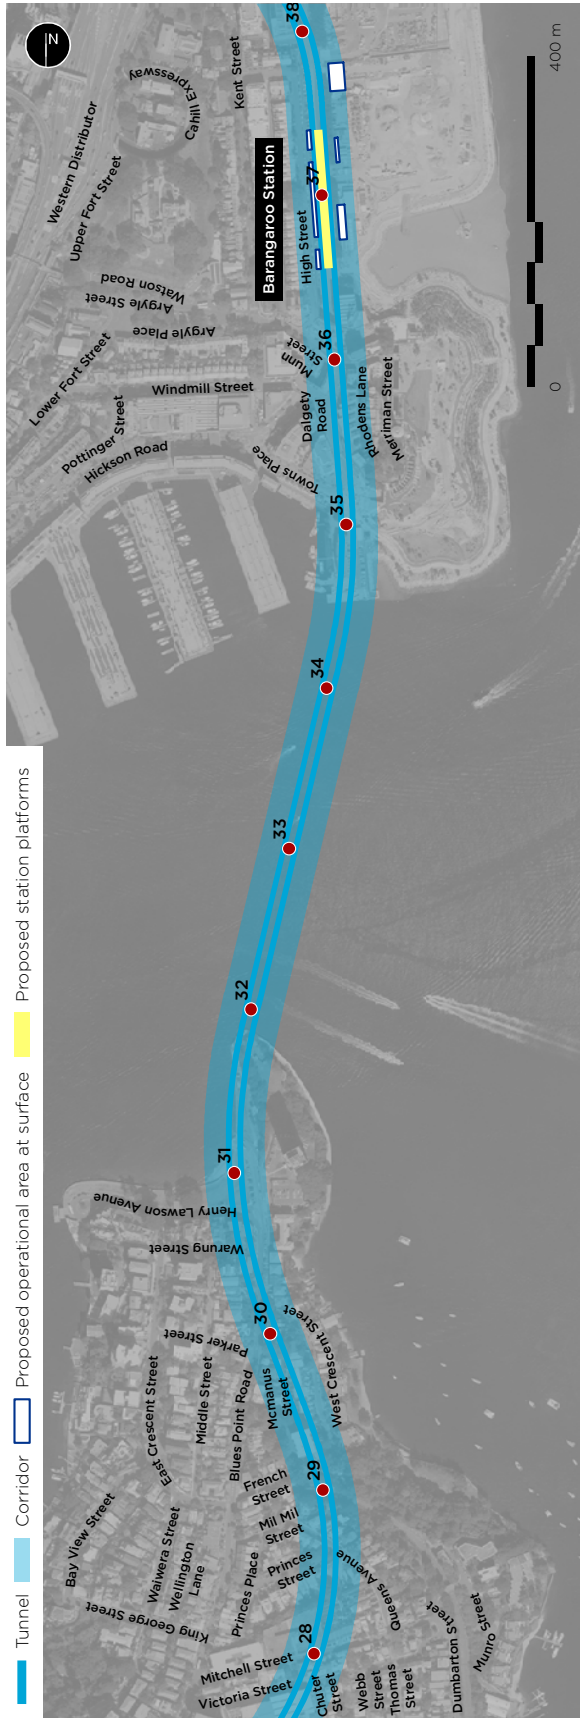 N
38
Kent Street
Cahill Expressway
Western Distributor
Upper Fort Street
400 m
Barangaroo Station
37
High Street
Watson Road
Argyle Street
Argyle Place
Lower Fort Street
Munn
Street
36
Windmill Street
Dalgety
Road
Rhodens Lane
Merriman Street
0
Pottinger Street
Hickson Road
Towns Place
35
34
33
32
31
Henry Lawson Avenue
Warung Street
30
Parker Street
West Crescent Street
East Crescent Street
Middle Street
Blues Point Road
Mcmanus
Street
29
French
Street
Bay View Street
Waiwera Street
Wellington
Lane
Mil Mil
Street
Princes Place
Princes
Street
Queens Avenue
King George Street
28
Mitchell Street
Victoria Street
Chuter
Street
Webb
Street
Thomas
Street
Dumbarton Street
Munro Street
Tunnel
Corridor
Proposed operational area at surface
Proposed station platforms